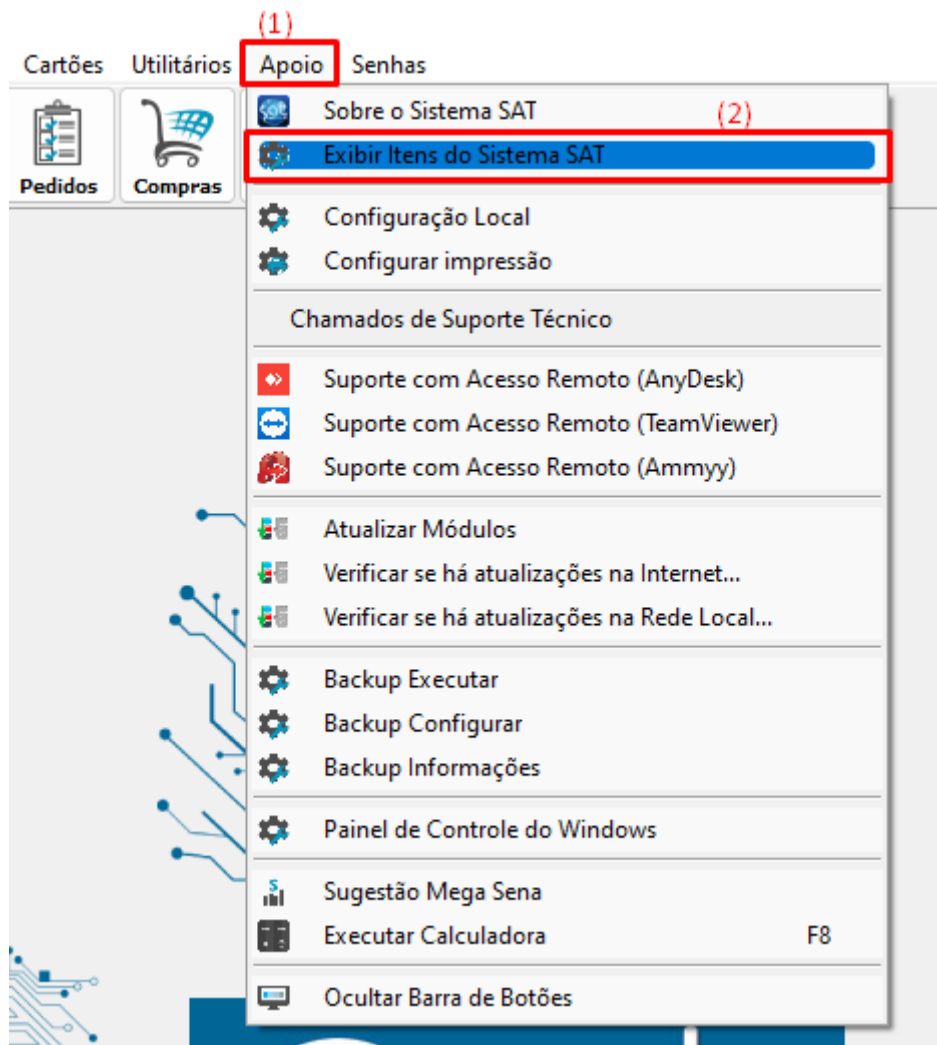 (1)
Cartões Utilitários Apoio Senhas
Pedidos
Compras
Sobre o Sistema SAT
(2)
Exibir Itens do Sistema SAT
Configuração Local
Configurar impressão
Chamados de Suporte Técnico
Suporte com Acesso Remoto (AnyDesk)
Suporte com Acesso Remoto (TeamViewer)
Suporte com Acesso Remoto (Ammyy)
Atualizar Módulos
Verificar se há atualizações na Internet...
Verificar se há atualizações na Rede Local...
Backup Executar
Backup Configurar
Backup Informações
Painel de Controle do Windows
Sugestão Mega Sena
Executar Calculadora F8
Ocultar Barra de Botões